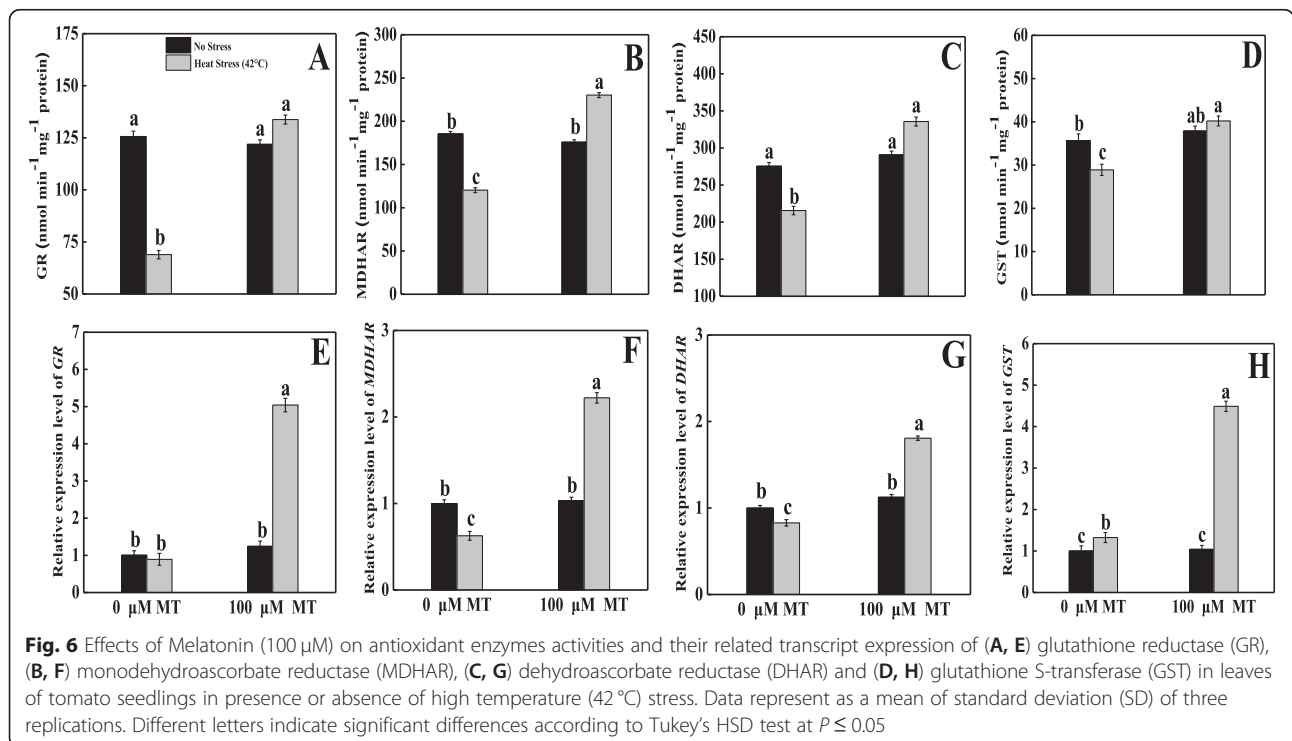 No Stress
Heat Stress (42°C)
A
GR (nmol min⁻¹mg⁻¹ protein)
175
150
125
100
75
50
a
b
a
a
B
MDHAR (nmol min⁻¹mg⁻¹ protein)
300
250
200
150
100
50
0
b
c
b
a
C
DHAR (nmol min⁻¹mg⁻¹ protein)
450
400
350
300
250
200
150
100
a
b
a
a
D
GST (nmol min⁻¹mg⁻¹ protein)
60
50
40
30
20
10
0
b
c
ab
a
E
Relative expression level of GR
7
6
5
4
3
2
1
0
b
b
b
a
0 µM MT
100 µM MT
F
Relative expression level of MDHAR
3
2
1
0
b
c
b
a
0 µM MT
100 µM MT
G
Relative expression level of DHAR
3
2
1
0
b
c
b
a
0 µM MT
100 µM MT
H
Relative expression level of GST
6
5
4
3
2
1
0
c
b
c
a
0 µM MT
100 µM MT
Fig. 6 Effects of Melatonin (100 µM) on antioxidant enzymes activities and their related transcript expression of (A, E) glutathione reductase (GR),
(B, F) monodehydroascorbate reductase (MDHAR), (C, G) dehydroascorbate reductase (DHAR) and (D, H) glutathione S-transferase (GST) in leaves
of tomato seedlings in presence or absence of high temperature (42 °C) stress. Data represent as a mean of standard deviation (SD) of three
replications. Different letters indicate significant differences according to Tukey's HSD test at P ≤ 0.05